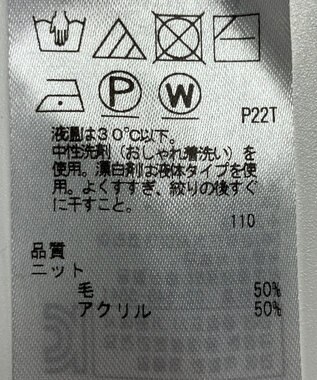 P W
P22T
液温は30℃以下。
中性洗剤（おしゃれ着洗い）を
使用。漂白剤は液体タイプを使
用。よくすすぎ、絞りの後すぐ
に干すこと。
110
品質
ニット
毛 50%
アクリル 50%